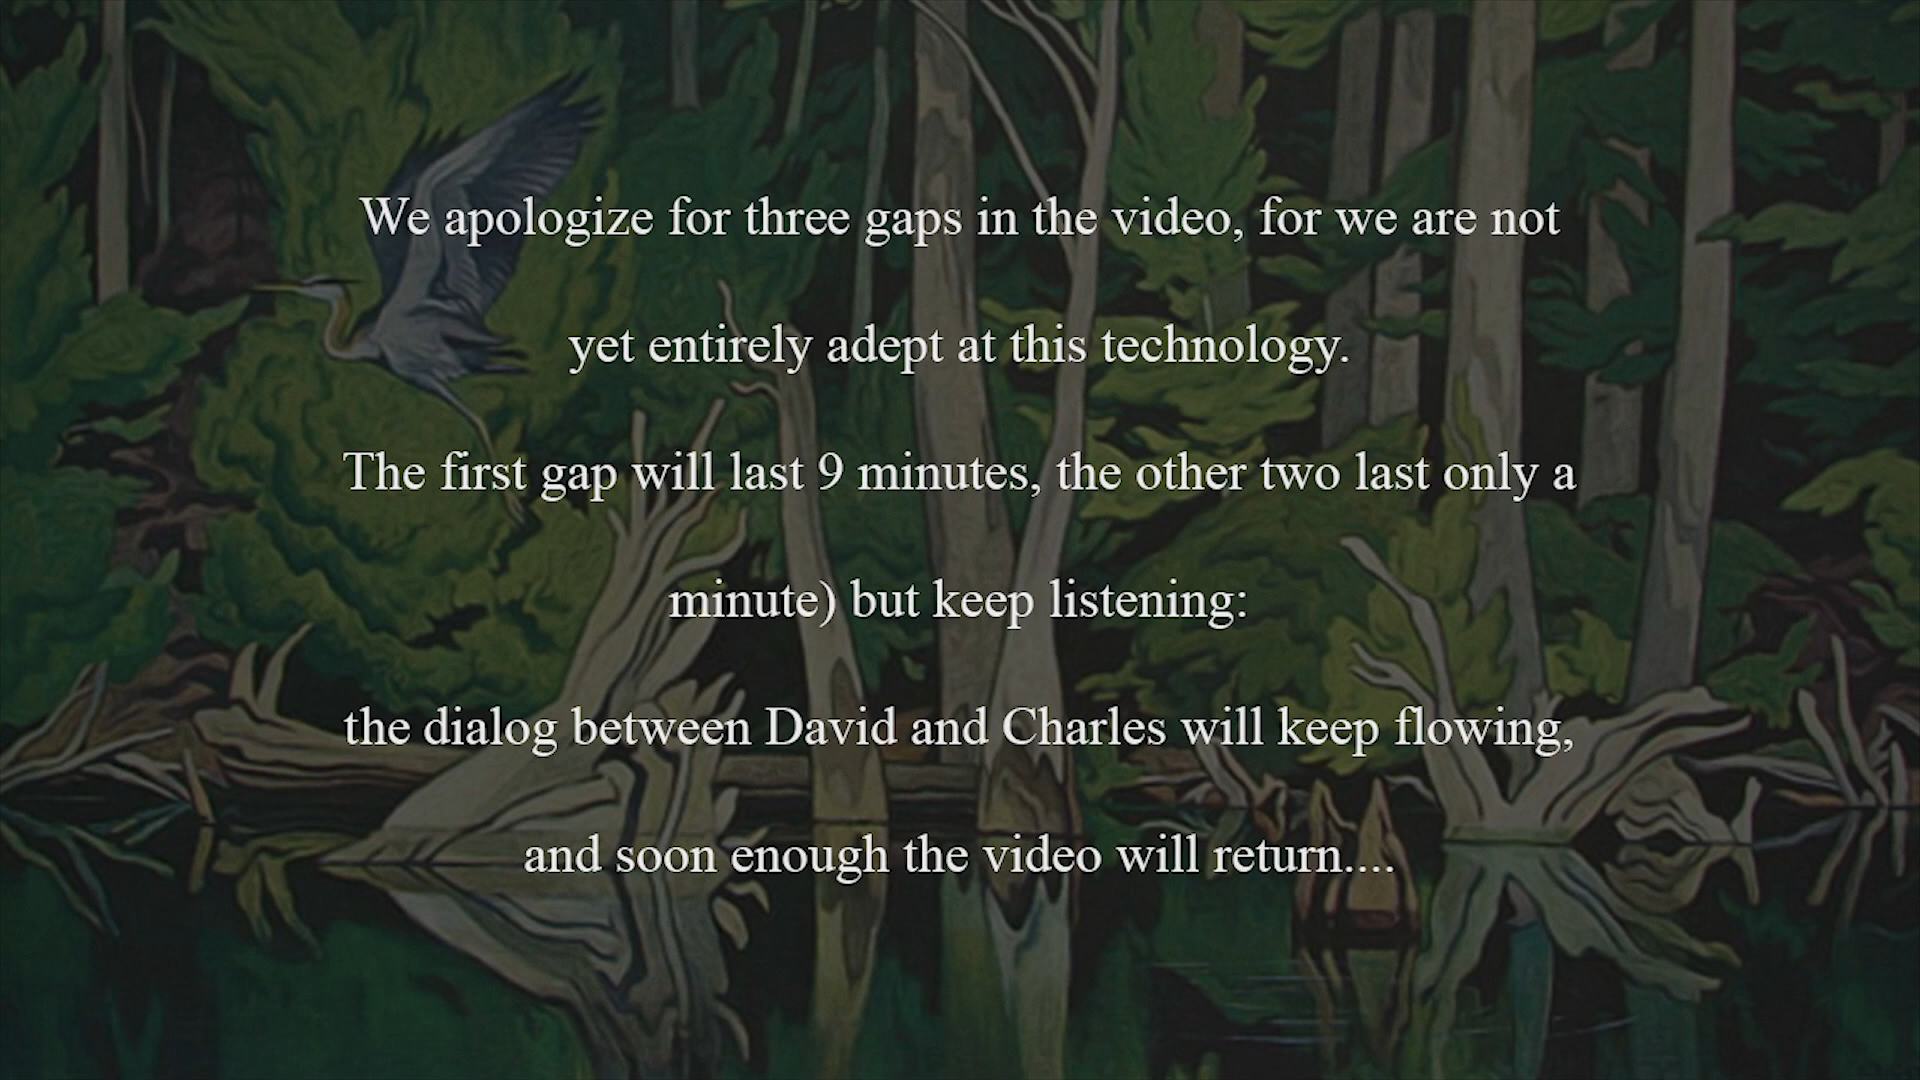 We apologize for three gaps in the video, for we are not
yet entirely adept at this technology.
The first gap will last 9 minutes, the other two last only a
minute) but keep listening:
the dialog between David and Charles will keep flowing,
and soon enough the video will return....